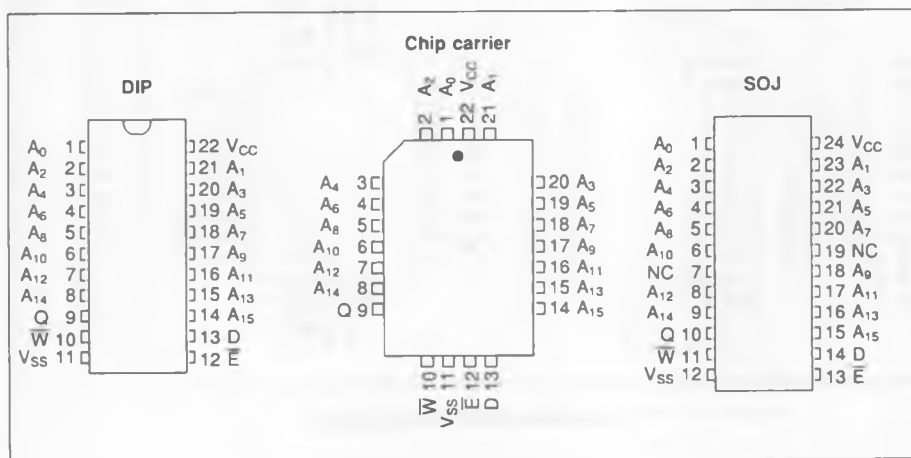 Chip carrier
DIP
SOJ
A₀ 1 22 V_CC
A₂ 2 21 A₁
A₄ 3 20 A₃
A₆ 4 19 A₅
A₈ 5 18 A₇
A₁₀ 6 17 A₉
A₁₂ 7 16 A₁₁
A₁₄ 8 15 A₁₃
Q 9 14 A₁₅
W̅ 10 13 D
V_SS 11 12 E̅
2 A₂
1 A₀
22 V_CC
21 A₁
A₄ 3 20 A₃
A₆ 4 19 A₅
A₈ 5 18 A₇
A₁₀ 6 17 A₉
A₁₂ 7 16 A₁₁
A₁₄ 8 15 A₁₃
Q 9 14 A₁₅
W̅ 10
V_SS 11
E̅ 12
D 13
A₀ 1 24 V_CC
A₂ 2 23 A₁
A₄ 3 22 A₃
A₆ 4 21 A₅
A₈ 5 20 A₇
A₁₀ 6 19 NC
NC 7 18 A₉
A₁₂ 8 17 A₁₁
A₁₄ 9 16 A₁₃
Q 10 15 A₁₅
W̅ 11 14 D
V_SS 12 13 E̅